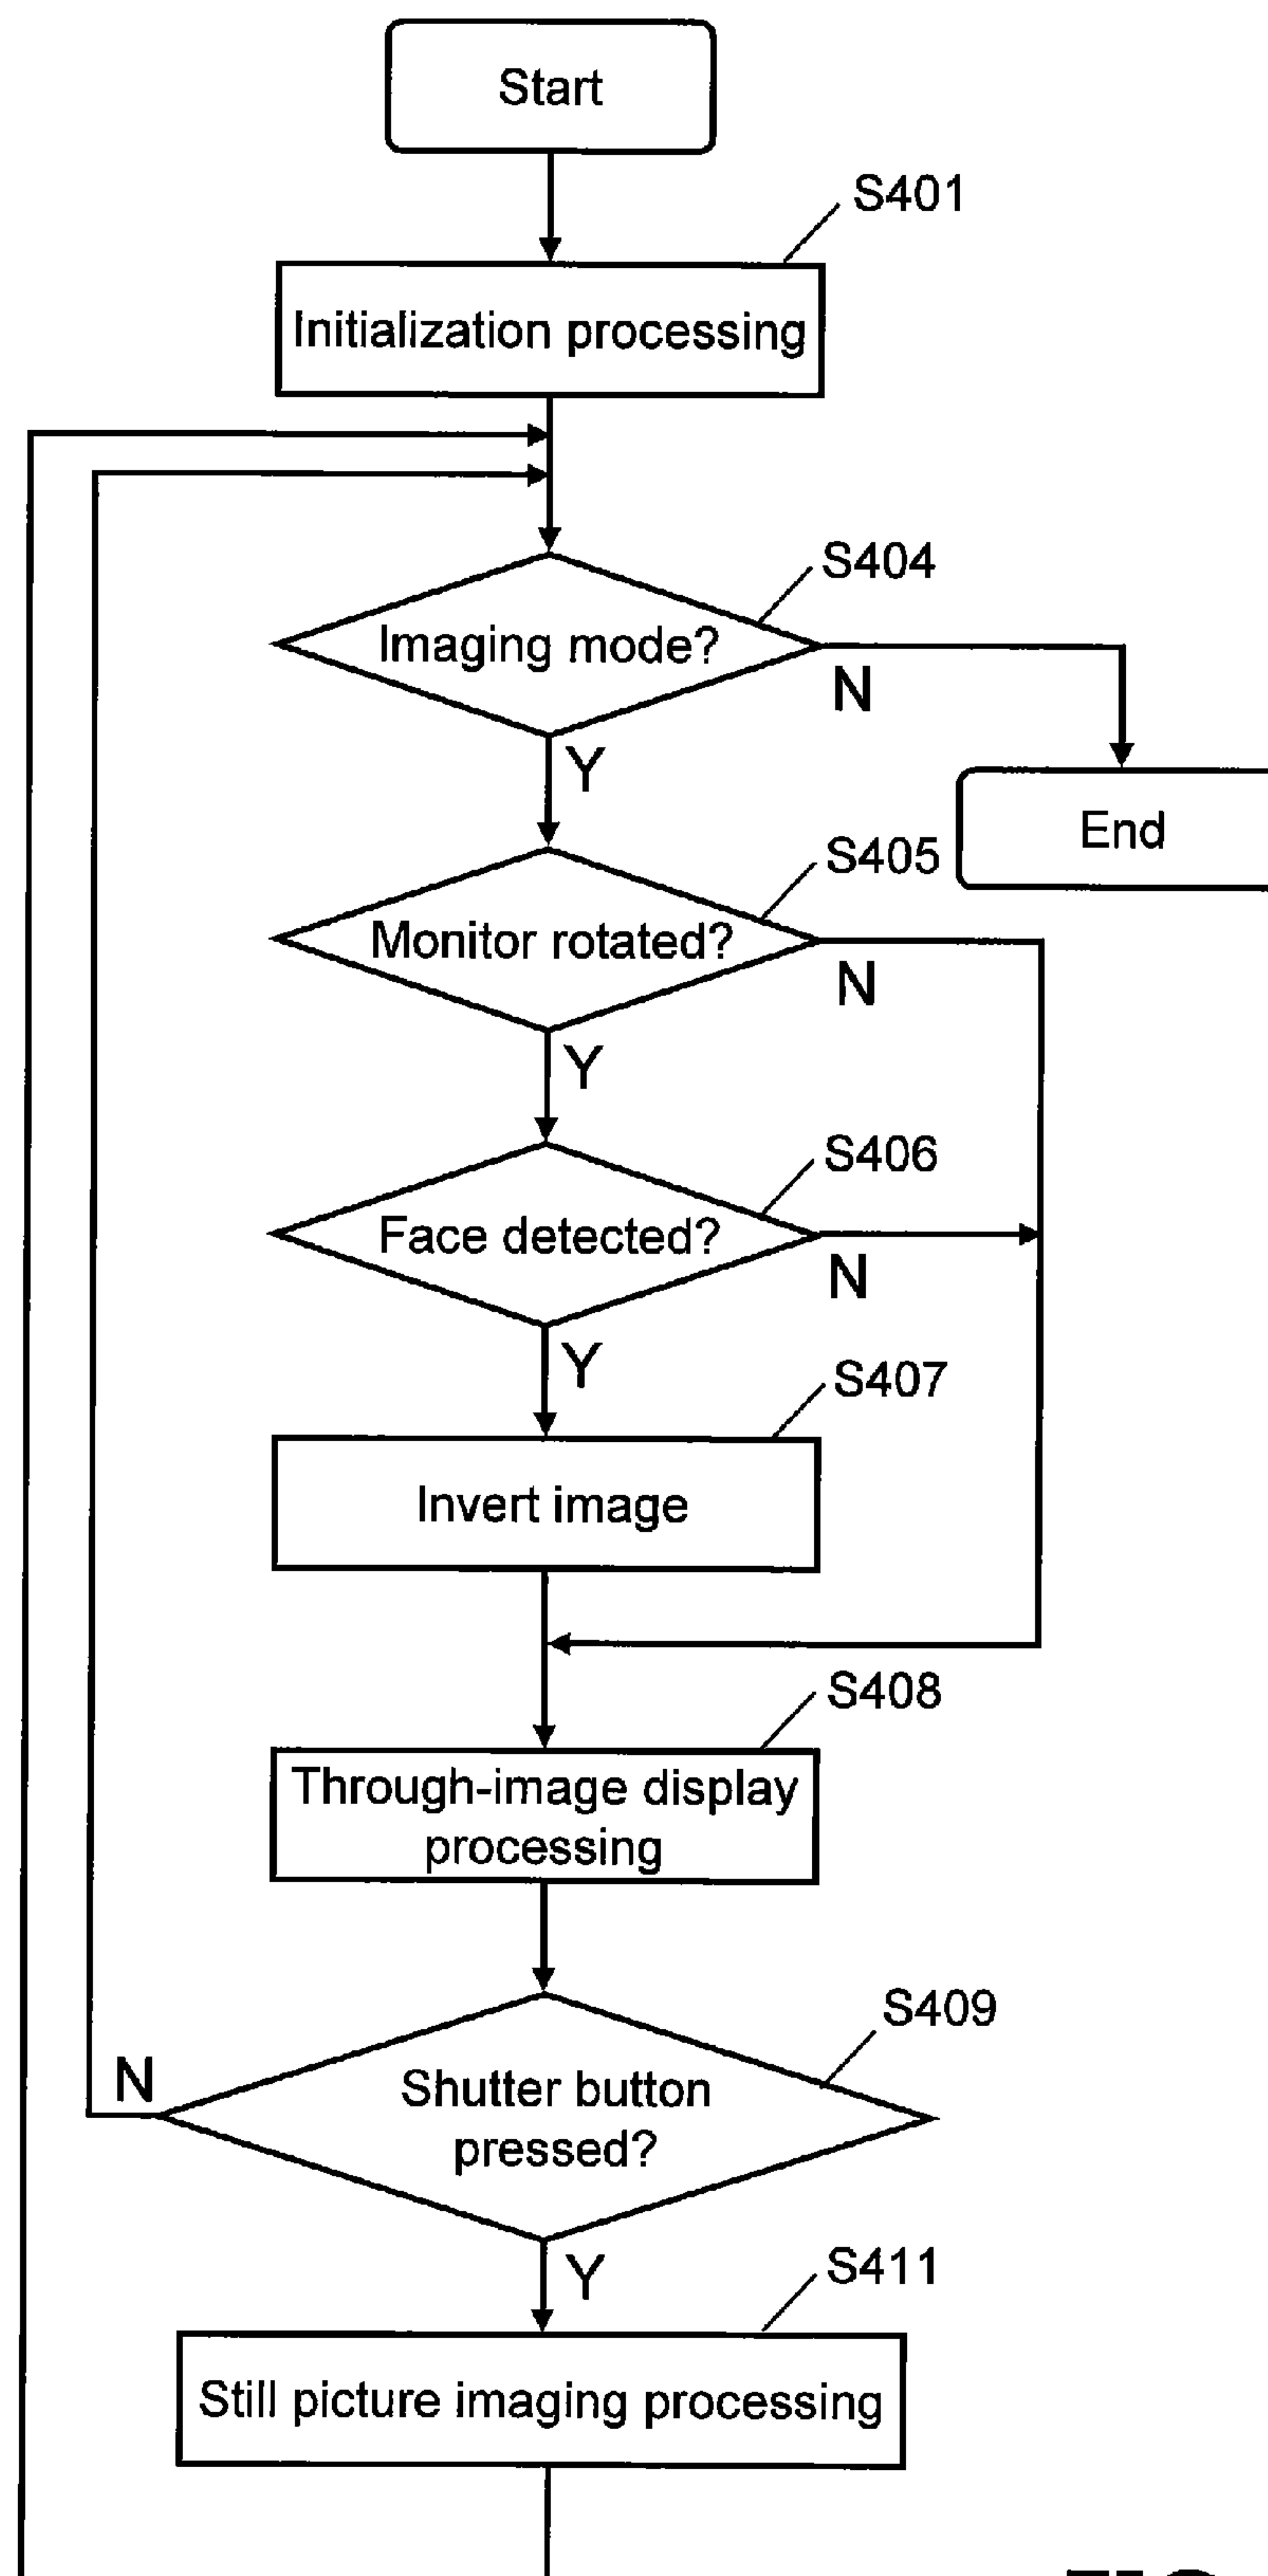 Start
S401
Initialization processing
S404
Imaging mode?
N
Y
End
S405
Monitor rotated?
N
Y
S406
Face detected?
N
Y
S407
Invert image
S408
Through-image display
processing
S409
N
Shutter button
pressed?
Y
S411
Still picture imaging processing